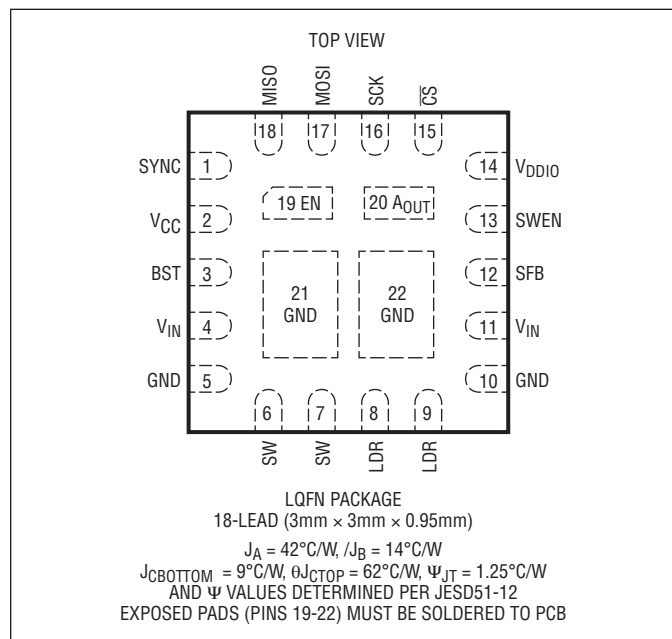 TOP VIEW
MISO MOSI SCK C̅S̅
18 17 16 15
SYNC 1 14 VDDIO
19 EN 20 AOUT
VCC 2 13 SWEN
BST 3 12 SFB
21 GND 22 GND
VIN 4 11 VIN
GND 5 10 GND
6 7 8 9
SW SW LDR LDR
LQFN PACKAGE
18-LEAD (3mm × 3mm × 0.95mm)
JA = 42°C/W, /JB = 14°C/W
JCBOTTOM = 9°C/W, θJCTOP = 62°C/W, ΨJT = 1.25°C/W
AND Ψ VALUES DETERMINED PER JESD51-12
EXPOSED PADS (PINS 19-22) MUST BE SOLDERED TO PCB